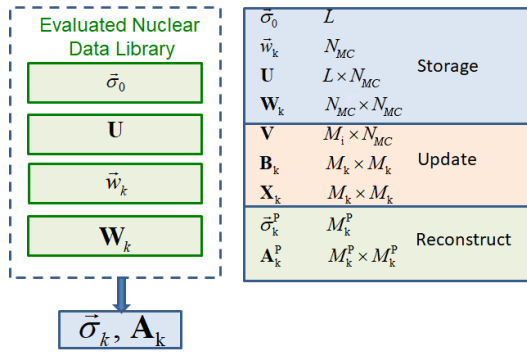 Evaluated Nuclear
Data Library
σ⃗₀
U
w⃗ₖ
Wₖ
σ⃗ₖ, Aₖ
σ⃗₀ L
w⃗ₖ N_MC
U L × N_MC
Wₖ N_MC × N_MC
Storage
V Mᵢ × N_MC
Bₖ Mₖ × Mₖ
Xₖ Mₖ × Mₖ
Update
σ⃗ₖᴾ Mₖᴾ
Aₖᴾ Mₖᴾ × Mₖᴾ
Reconstruct